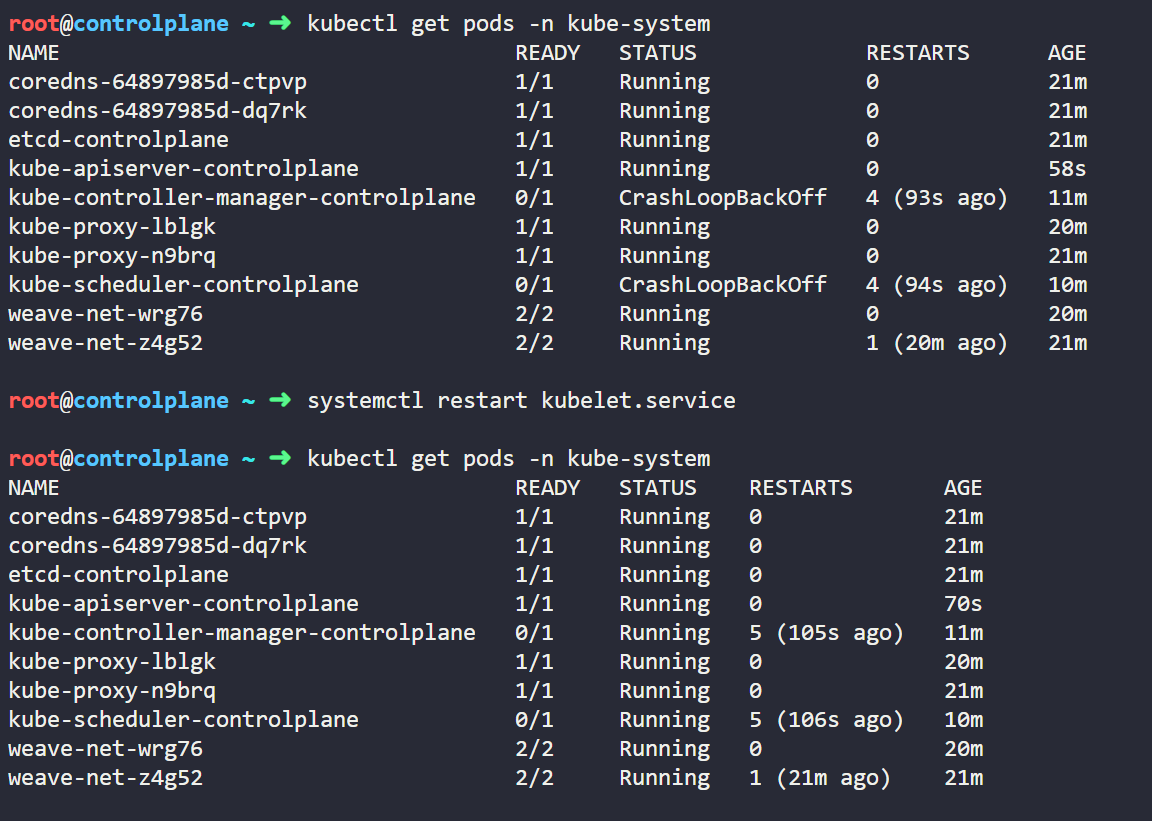 root@controlplane ~ ➜ kubectl get pods -n kube-system
NAME READY STATUS RESTARTS AGE
coredns-64897985d-ctpvp 1/1 Running 0 21m
coredns-64897985d-dq7rk 1/1 Running 0 21m
etcd-controlplane 1/1 Running 0 21m
kube-apiserver-controlplane 1/1 Running 0 58s
kube-controller-manager-controlplane 0/1 CrashLoopBackOff 4 (93s ago) 11m
kube-proxy-lblgk 1/1 Running 0 20m
kube-proxy-n9brq 1/1 Running 0 21m
kube-scheduler-controlplane 0/1 CrashLoopBackOff 4 (94s ago) 10m
weave-net-wrg76 2/2 Running 0 20m
weave-net-z4g52 2/2 Running 1 (20m ago) 21m
root@controlplane ~ ➜ systemctl restart kubelet.service
root@controlplane ~ ➜ kubectl get pods -n kube-system
NAME READY STATUS RESTARTS AGE
coredns-64897985d-ctpvp 1/1 Running 0 21m
coredns-64897985d-dq7rk 1/1 Running 0 21m
etcd-controlplane 1/1 Running 0 21m
kube-apiserver-controlplane 1/1 Running 0 70s
kube-controller-manager-controlplane 0/1 Running 5 (105s ago) 11m
kube-proxy-lblgk 1/1 Running 0 20m
kube-proxy-n9brq 1/1 Running 0 21m
kube-scheduler-controlplane 0/1 Running 5 (106s ago) 10m
weave-net-wrg76 2/2 Running 0 20m
weave-net-z4g52 2/2 Running 1 (21m ago) 21m